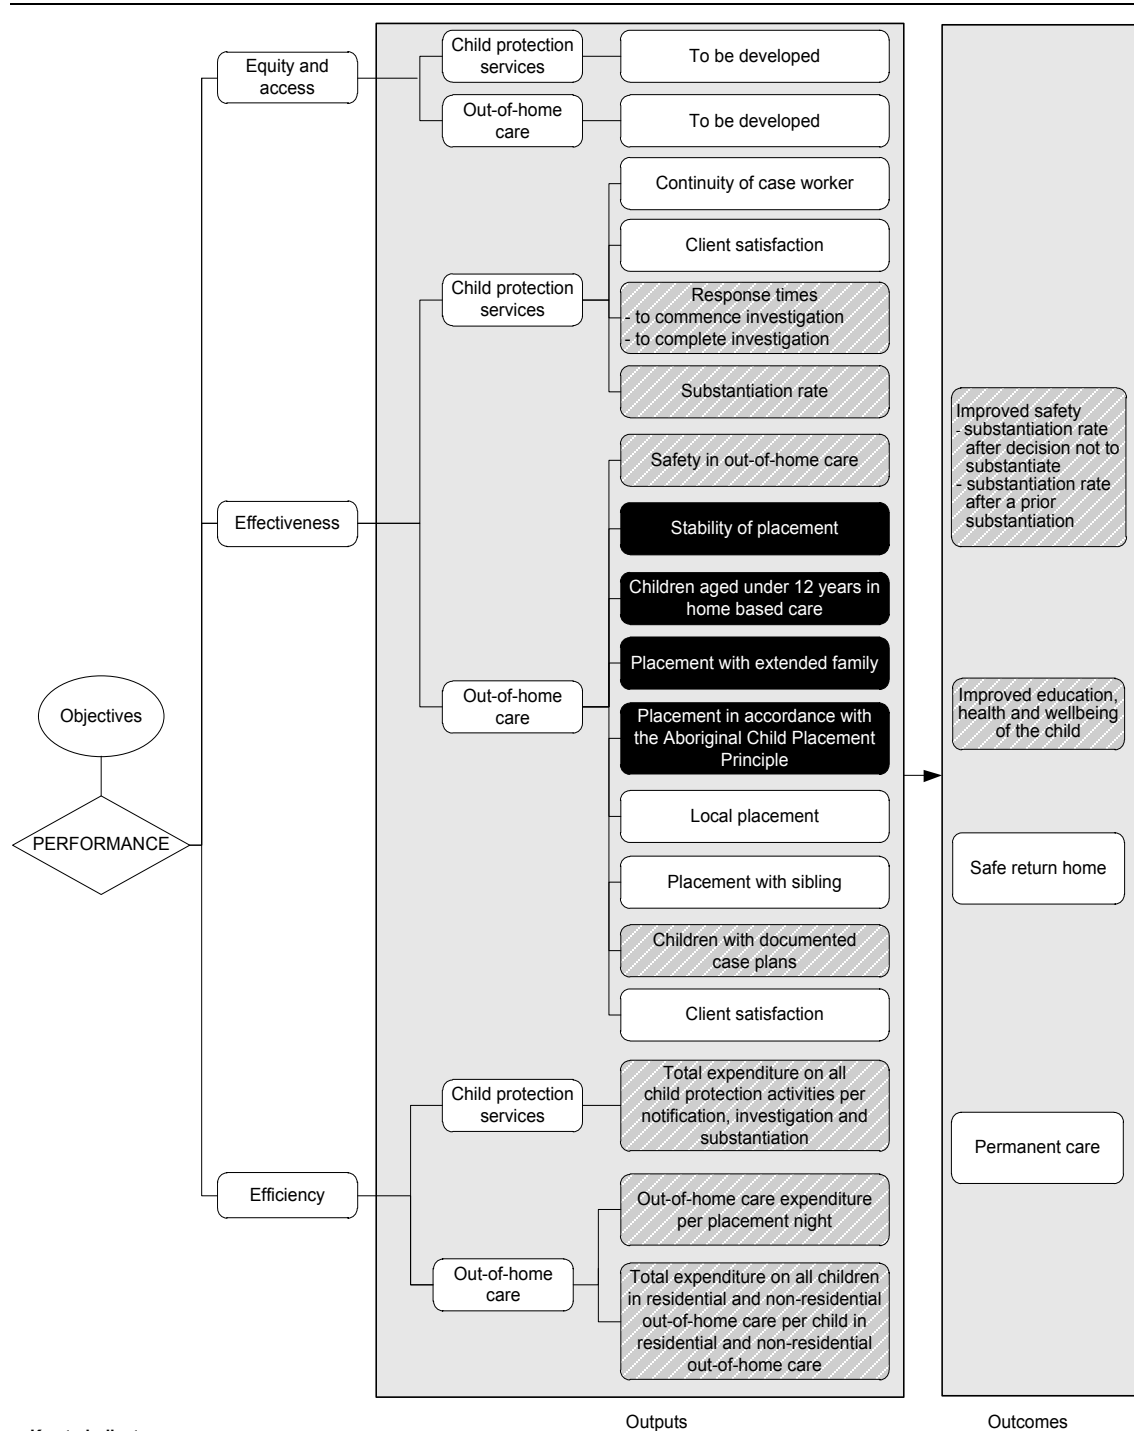 Objectives
PERFORMANCE
Equity and
access
Child protection
services
To be developed
Out-of-home
care
To be developed
Effectiveness
Child protection
services
Continuity of case worker
Client satisfaction
Response times
- to commence investigation
- to complete investigation
Substantiation rate
Out-of-home
care
Safety in out-of-home care
Stability of placement
Children aged under 12 years in
home based care
Placement with extended family
Placement in accordance with
the Aboriginal Child Placement
Principle
Local placement
Placement with sibling
Children with documented
case plans
Client satisfaction
Efficiency
Child protection
services
Total expenditure on all
child protection activities per
notification, investigation and
substantiation
Out-of-home
care
Out-of-home care expenditure
per placement night
Total expenditure on all children
in residential and non-residential
out-of-home care per child in
residential and non-residential
out-of-home care
Outputs
Improved safety
- substantiation rate
after decision not to
substantiate
- substantiation rate
after a prior
substantiation
Improved education,
health and wellbeing
of the child
Safe return home
Permanent care
Outcomes